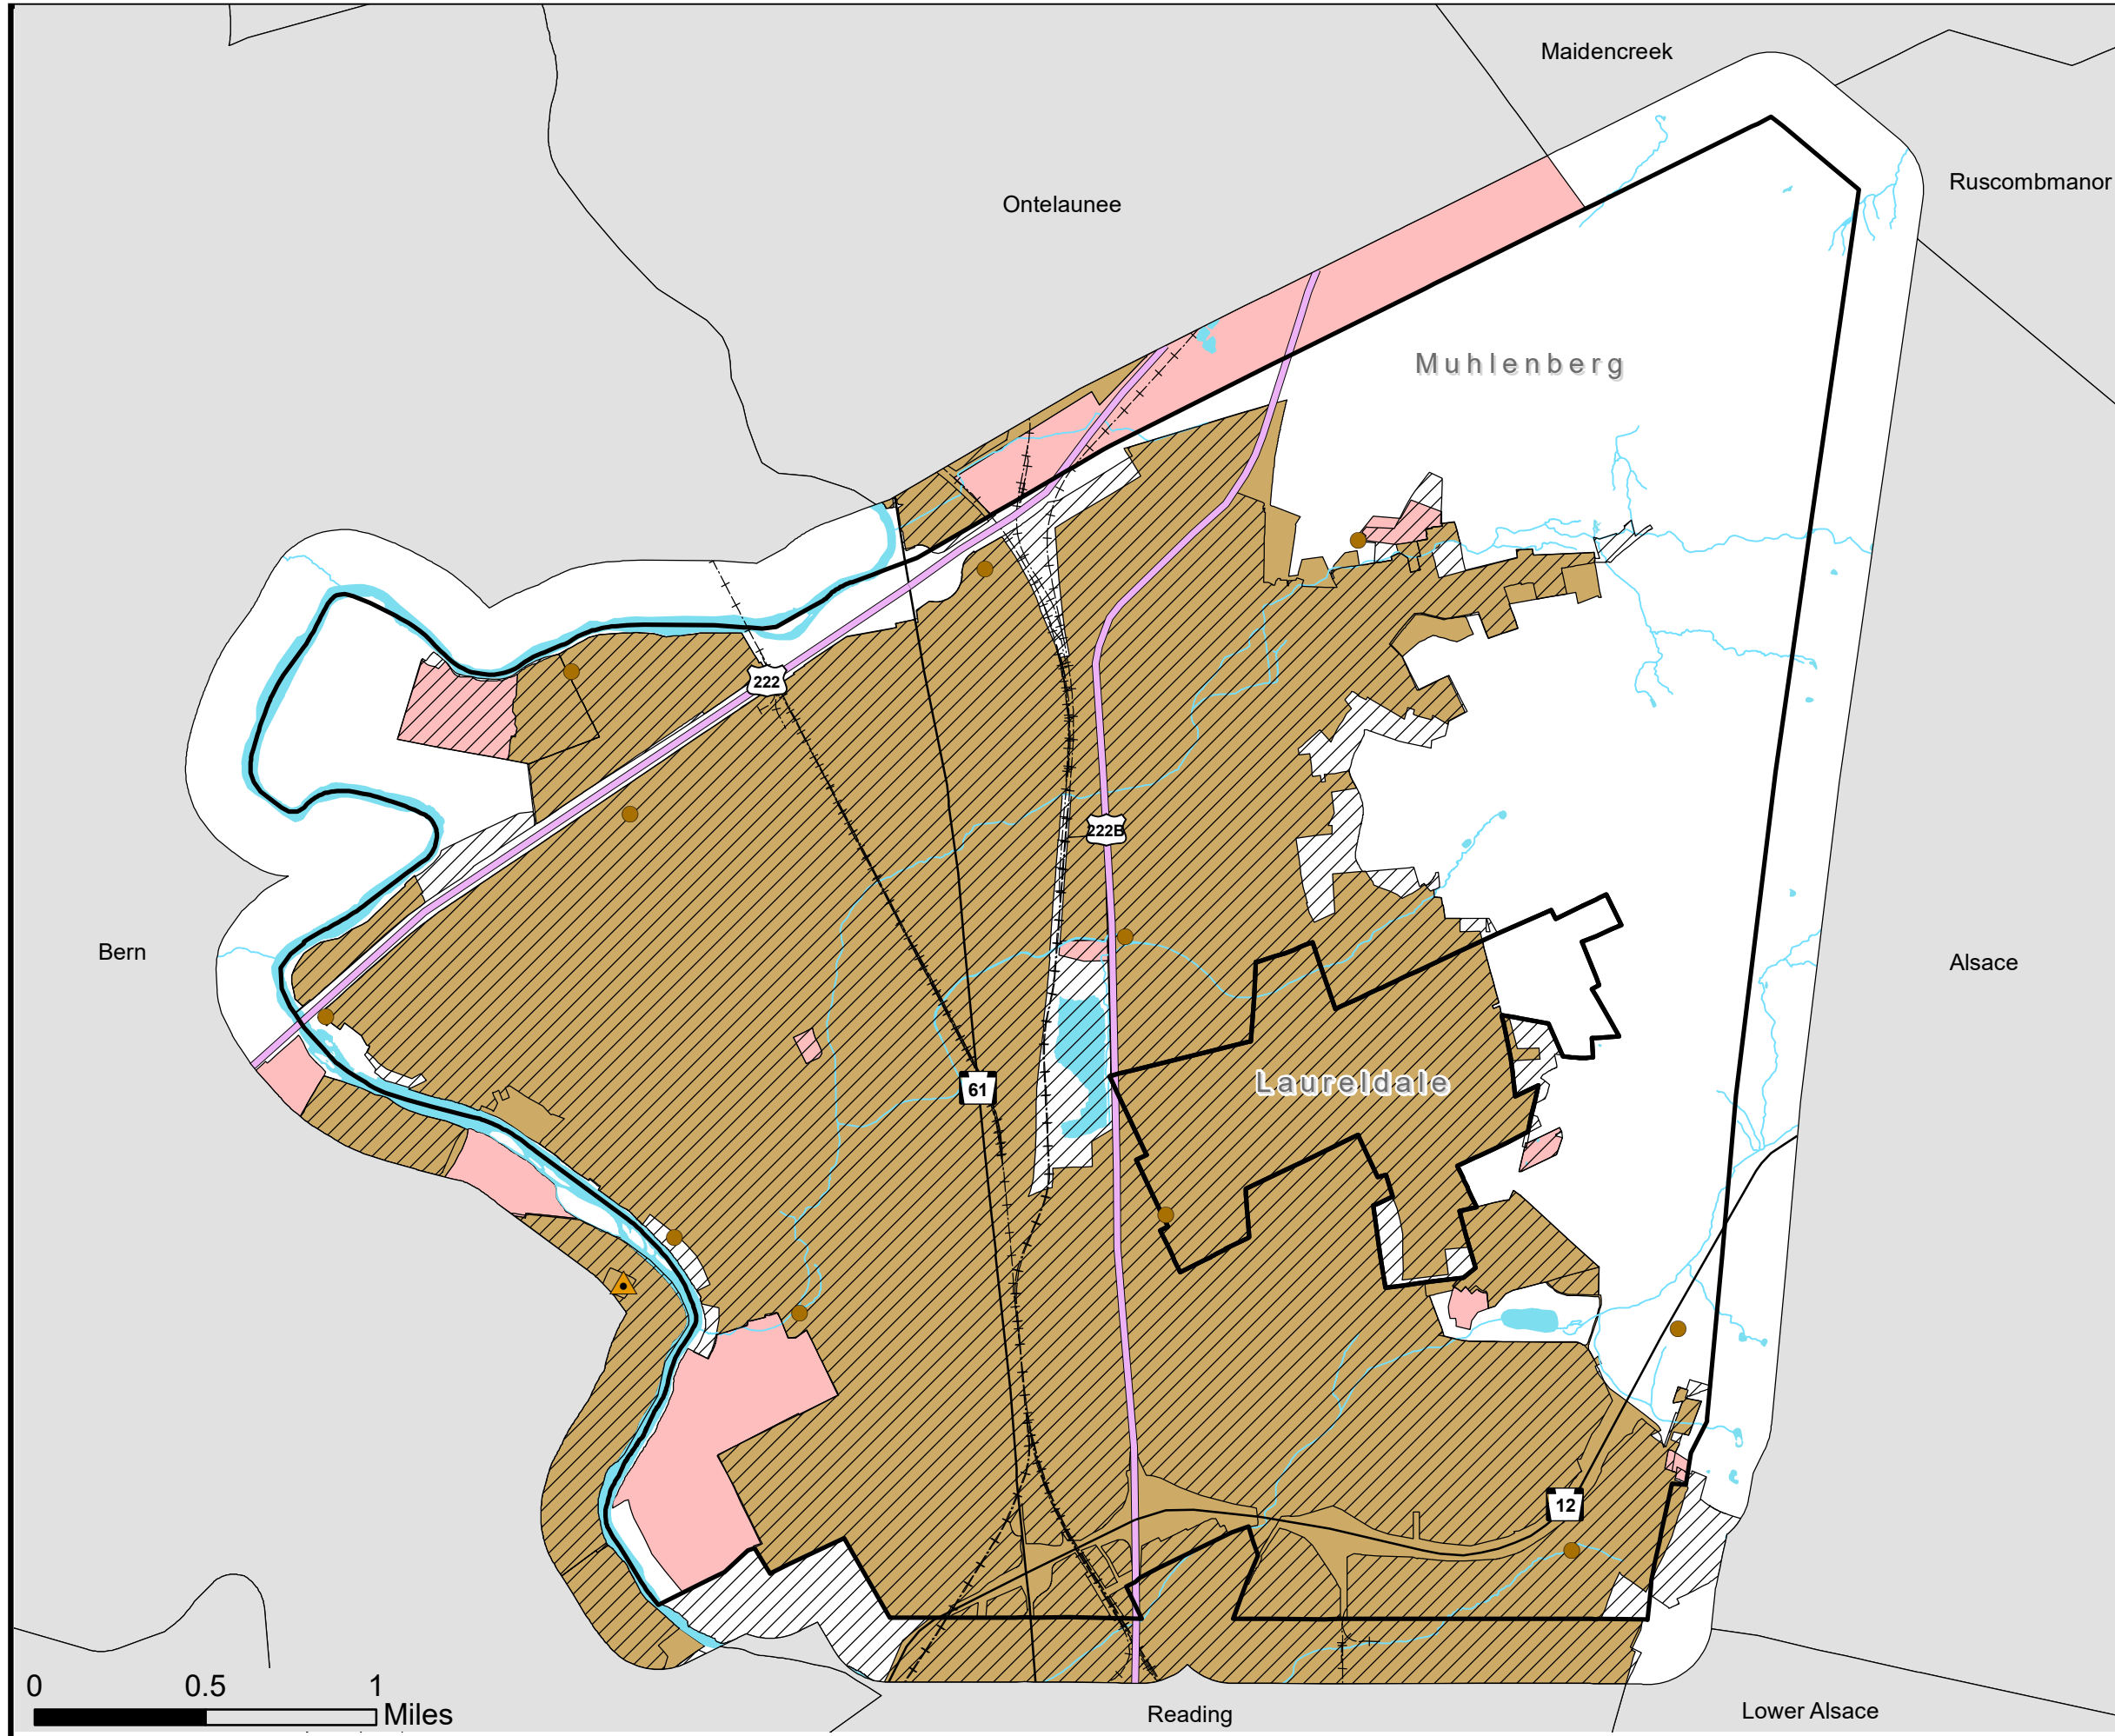 Maidencreek
Ruscombmanor
Ontelaunee
Muhlenberg
222
222B
Bern
Alsace
Laureldale
61
12
0 0.5 1
Miles
Reading
Lower Alsace